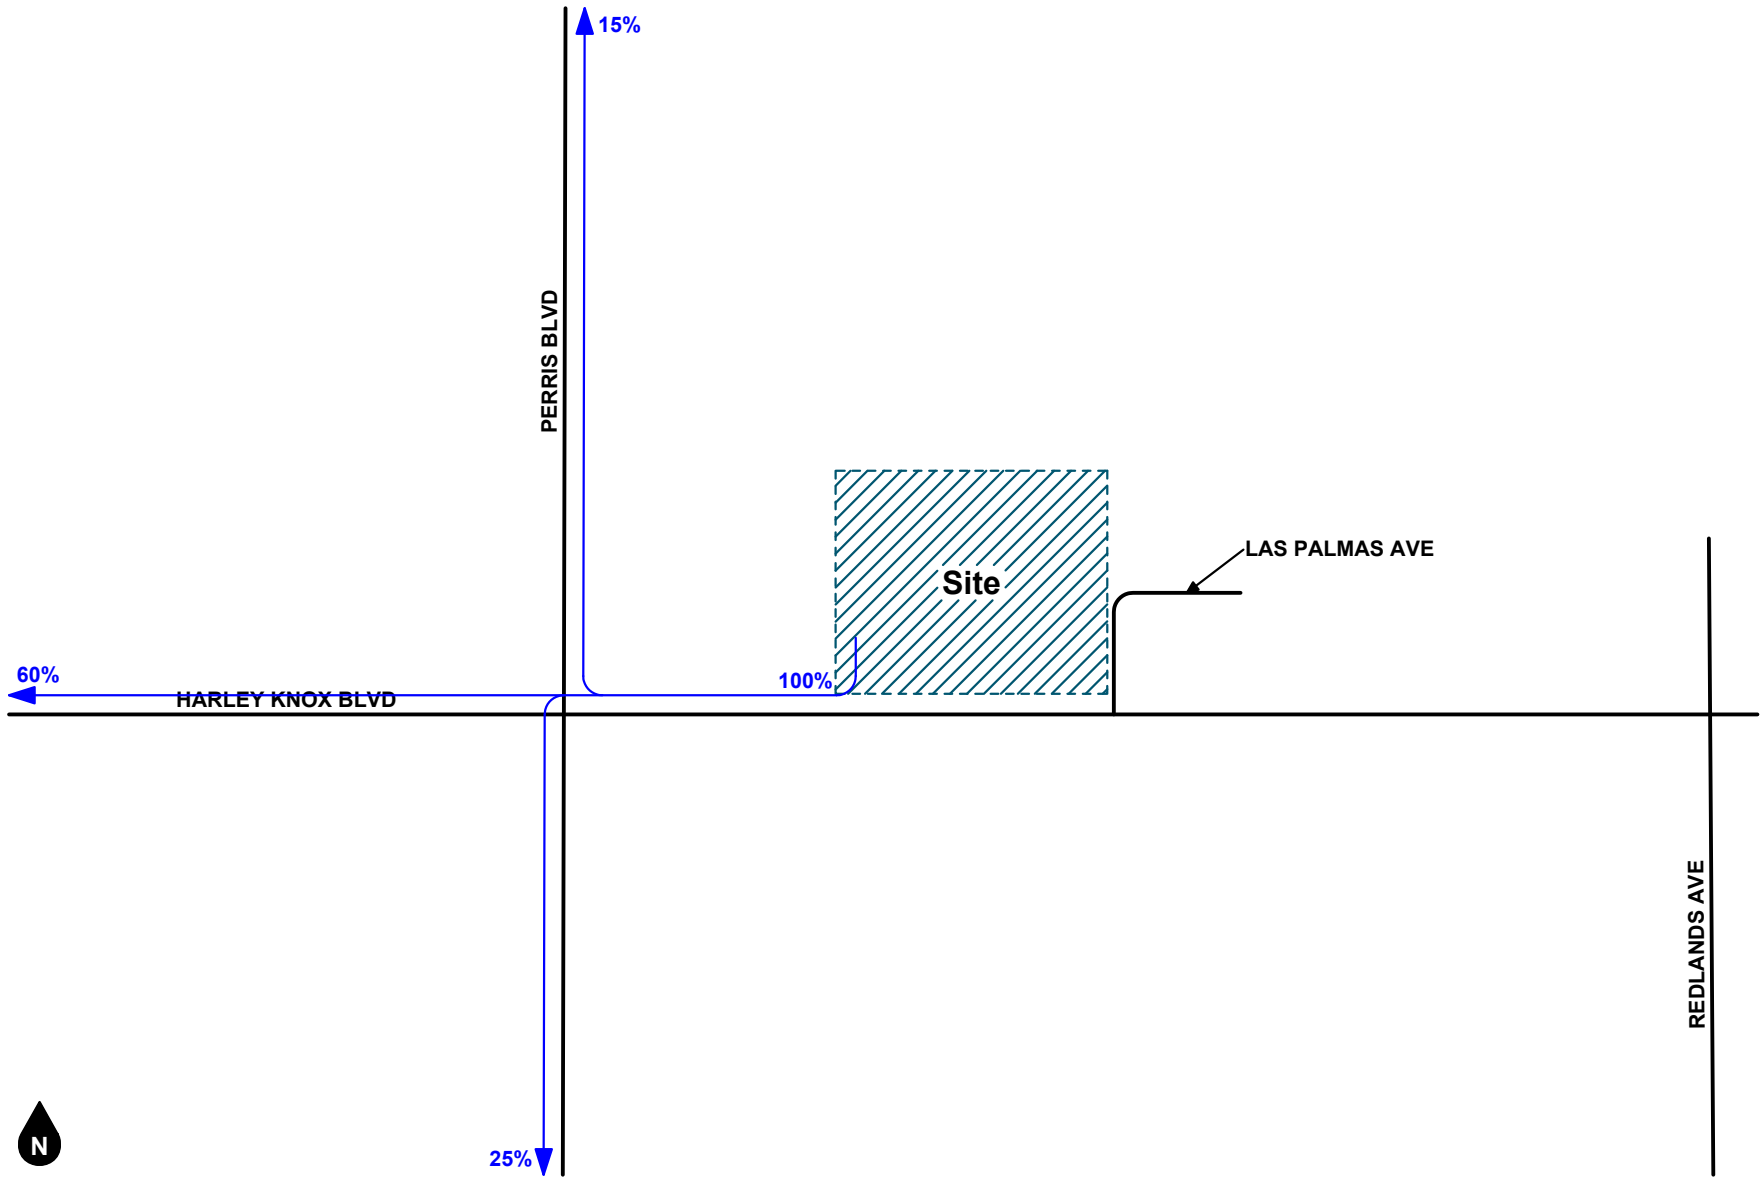 15%
PERRIS BLVD
LAS PALMAS AVE
Site
60%
100%
HARLEY KNOX BLVD
REDLANDS AVE
N
25%